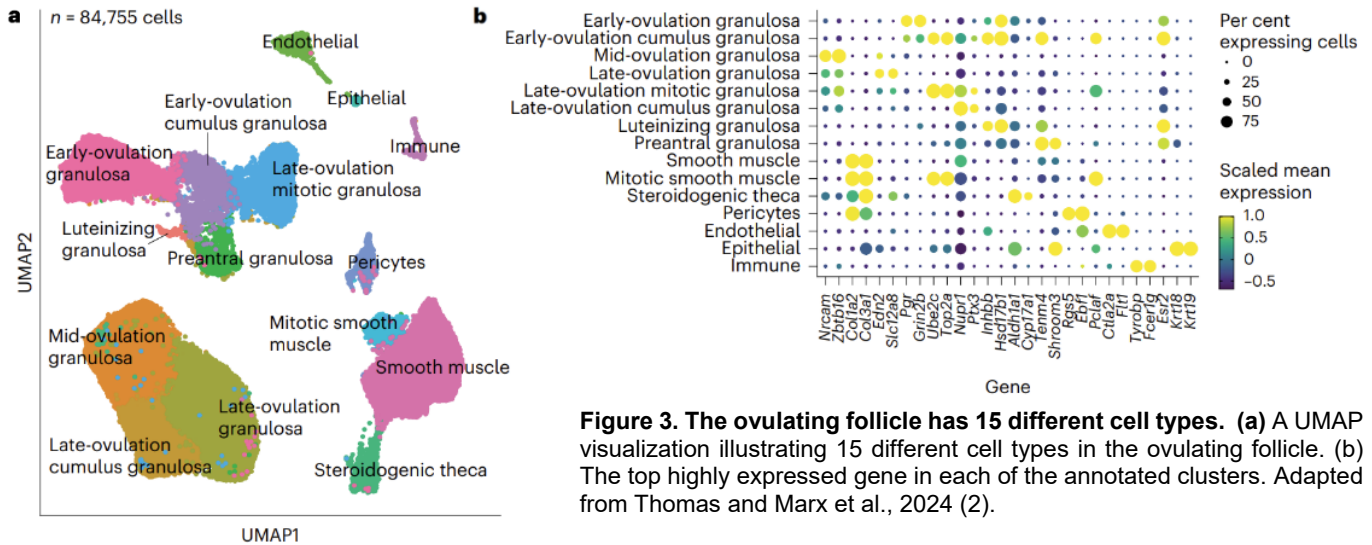 a
n = 84,755 cells
Endothelial
Epithelial
Early-ovulation
cumulus granulosa
Immune
Early-ovulation
granulosa
Late-ovulation
mitotic granulosa
Luteinizing
granulosa
Preantral granulosa
Pericytes
Mid-ovulation
granulosa
Mitotic smooth
muscle
Smooth muscle
Late-ovulation
granulosa
Late-ovulation
cumulus granulosa
Steroidogenic theca
UMAP2
UMAP1
b
Early-ovulation granulosa
Early-ovulation cumulus granulosa
Mid-ovulation granulosa
Late-ovulation granulosa
Late-ovulation mitotic granulosa
Late-ovulation cumulus granulosa
Luteinizing granulosa
Preantral granulosa
Smooth muscle
Mitotic smooth muscle
Steroidogenic theca
Pericytes
Endothelial
Epithelial
Immune
Nrcam
Zbtb16
Col1a2
Col3a1
Edn2
Slc12a8
Pgr
Grin2b
Ube2c
Top2a
Nupr1
Ptx3
Inhbb
Hsd17b1
Aldh1a1
Cyp17a1
Tenm4
Shroom3
Rgs5
Ebf1
Pclaf
Ctla2a
Flt1
Tyrobp
Fcer1g
Esr2
Krt8
Krt19
Gene
Per cent
expressing cells
0
25
50
75
Scaled mean
expression
1.0
0.5
0
−0.5
Figure 3. The ovulating follicle has 15 different cell types. (a) A UMAP
visualization illustrating 15 different cell types in the ovulating follicle. (b)
The top highly expressed gene in each of the annotated clusters. Adapted
from Thomas and Marx et al., 2024 (2).